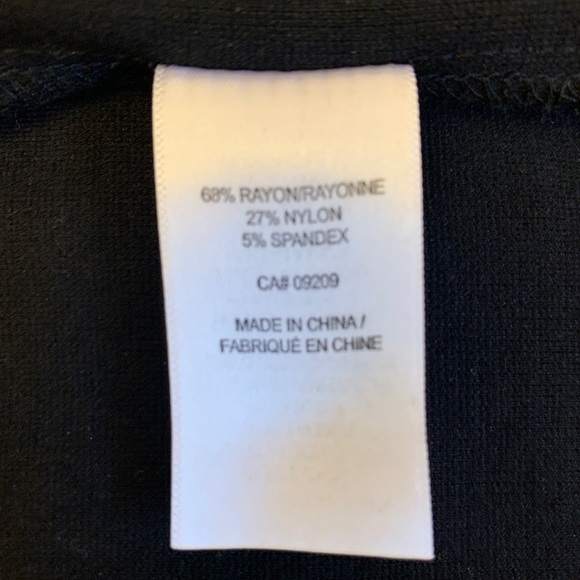 68% RAYON/RAYONNE
27% NYLON
5% SPANDEX
CA# 09209
MADE IN CHINA /
FABRIQUÉ EN CHINE